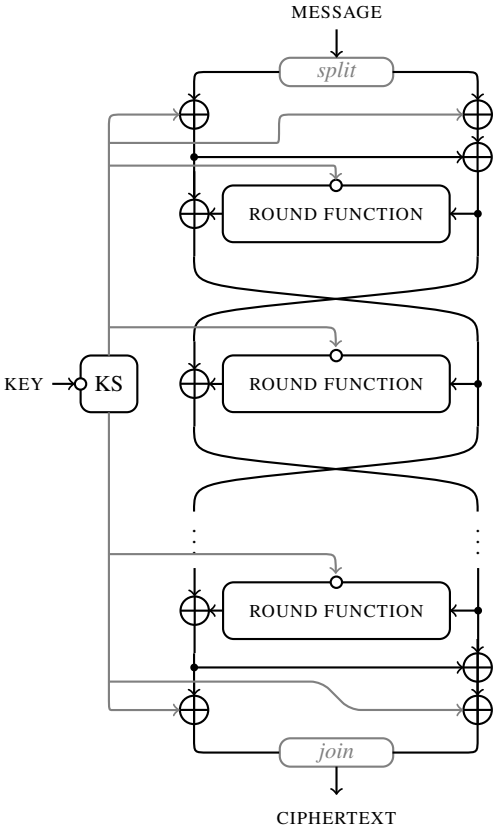 MESSAGE
split
ROUND FUNCTION
KEY
KS
ROUND FUNCTION
ROUND FUNCTION
join
CIPHERTEXT